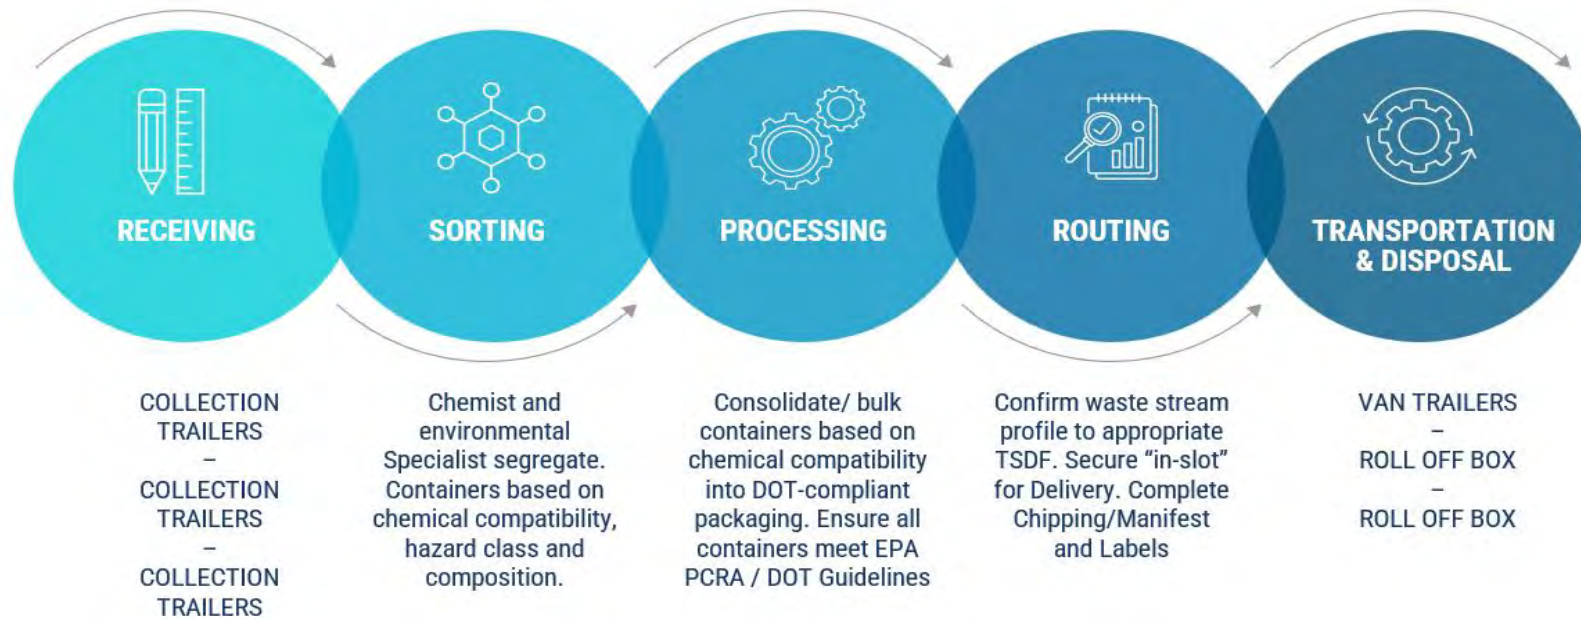 RECEIVING
SORTING
PROCESSING
ROUTING
TRANSPORTATION
& DISPOSAL
COLLECTION
TRAILERS
–
COLLECTION
TRAILERS
–
COLLECTION
TRAILERS
Chemist and
environmental
Specialist segregate.
Containers based on
chemical compatibility,
hazard class and
composition.
Consolidate/ bulk
containers based on
chemical compatibility
into DOT-compliant
packaging. Ensure all
containers meet EPA
PCRA / DOT Guidelines
Confirm waste stream
profile to appropriate
TSDF. Secure “in-slot”
for Delivery. Complete
Chipping/Manifest
and Labels
VAN TRAILERS
–
ROLL OFF BOX
–
ROLL OFF BOX